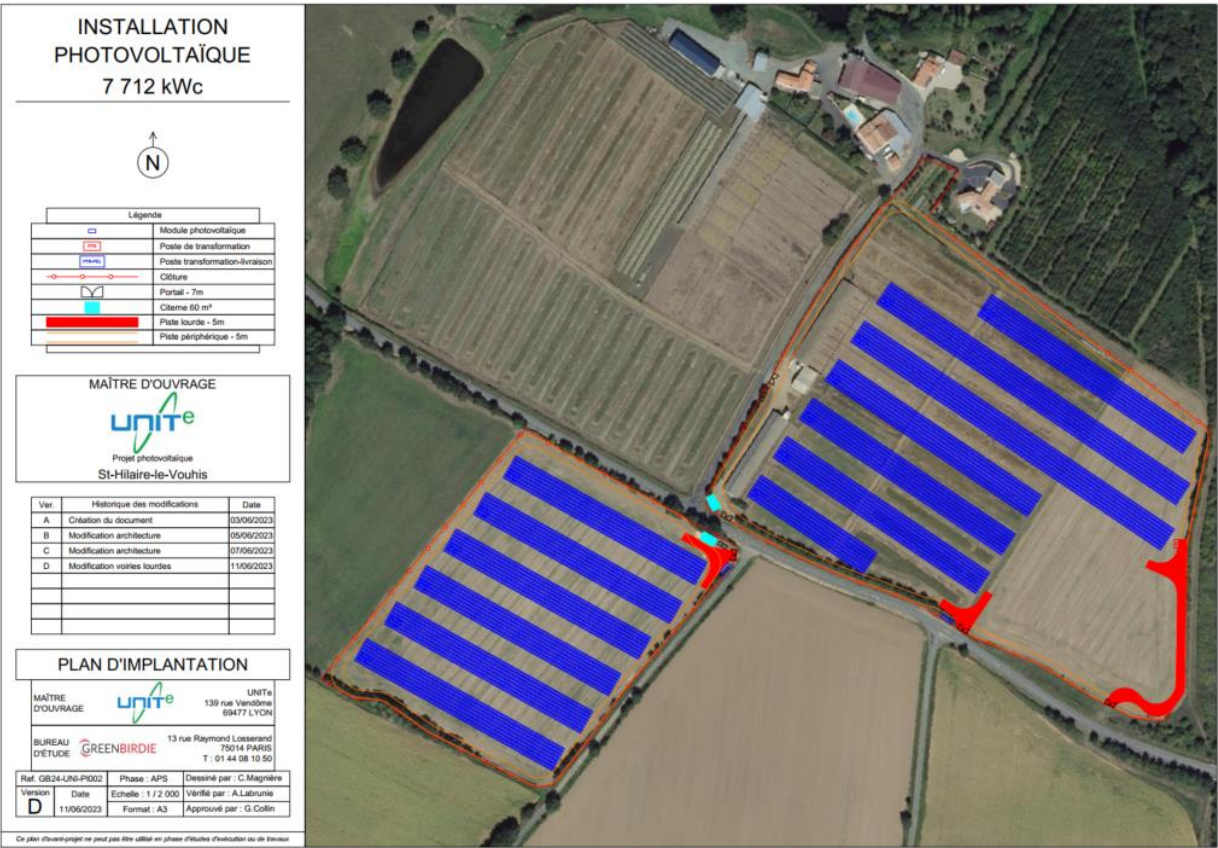 INSTALLATION
PHOTOVOLTAÏQUE
7 712 kWc
N
Légende
Module photovoltaïque
Poste de transformation
Poste transformation-livraison
Clôture
Portail - 7m
Citerne 60 m³
Piste lourde - 5m
Piste périphérique - 5m
MAÎTRE D'OUVRAGE
UNITe
Projet photovoltaïque
St-Hilaire-le-Vouhis
Ver. Historique des modifications Date
A Création du document 03/06/2023
B Modification architecture 05/06/2023
C Modification architecture 07/06/2023
D Modification voiries lourdes 11/06/2023
PLAN D'IMPLANTATION
MAÎTRE
D'OUVRAGE
UNITe
UNITe
139 rue Vendôme
69477 LYON
BUREAU
D'ÉTUDE
GREENBIRDIE
13 rue Raymond Losserand
75014 PARIS
T : 01 44 08 10 50
Ref. GB24-UNI-PI002 Phase : APS Dessiné par : C.Magnière
Version Date Echelle : 1 / 2 000 Vérifié par : A.Labrunie
D 11/06/2023 Format : A3 Approuvé par : G.Collin
Ce plan d'avant-projet ne peut pas être utilisé en phase d'études d'exécution ou de travaux